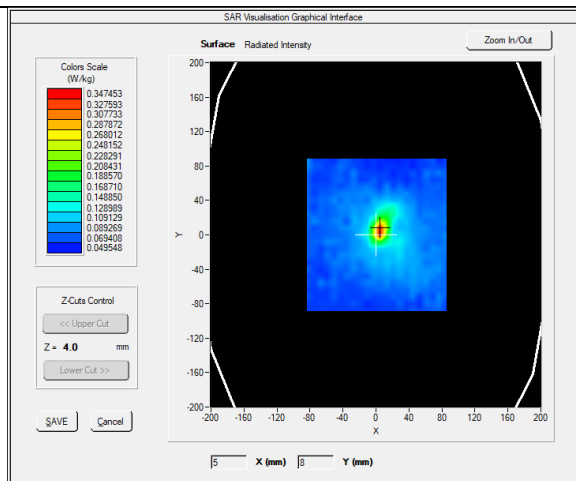 SAR Visualisation Graphical Interface
Surface Radiated Intensity
Zoom In/Out
Colors Scale
(W/kg)
0.347453
0.327593
0.307733
0.287872
0.268012
0.248152
0.228291
0.208431
0.188570
0.168710
0.148850
0.128989
0.109129
0.089269
0.069408
0.049548
Z-Cuts Control
<< Upper Cut
Z = 4.0 mm
Lower Cut >>
SAVE Cancel
200
160
120
80
40
0
-40
-80
-120
-160
-200
Y
-200 -160 -120 -80 -40 0 40 80 120 160 200
X
5 X (mm) 8 Y (mm)